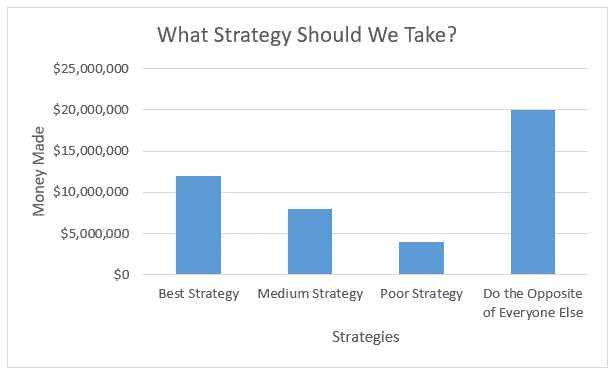 What Strategy Should We Take?
$25,000,000
$20,000,000
$15,000,000
$10,000,000
$5,000,000
$0
Money Made
Best Strategy
Medium Strategy
Poor Strategy
Do the Opposite
of Everyone Else
Strategies